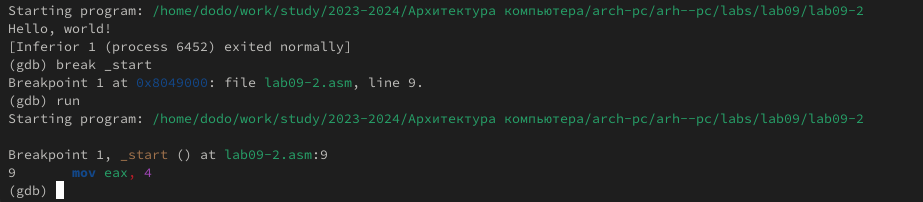 Starting program: /home/dodo/work/study/2023-2024/Архитектура компьютера/arch-pc/arh--pc/labs/lab09/lab09-2
Hello, world!
[Inferior 1 (process 6452) exited normally]
(gdb) break _start
Breakpoint 1 at 0x8049000: file lab09-2.asm, line 9.
(gdb) run
Starting program: /home/dodo/work/study/2023-2024/Архитектура компьютера/arch-pc/arh--pc/labs/lab09/lab09-2
Breakpoint 1, _start () at lab09-2.asm:9
9       mov eax, 4
(gdb)